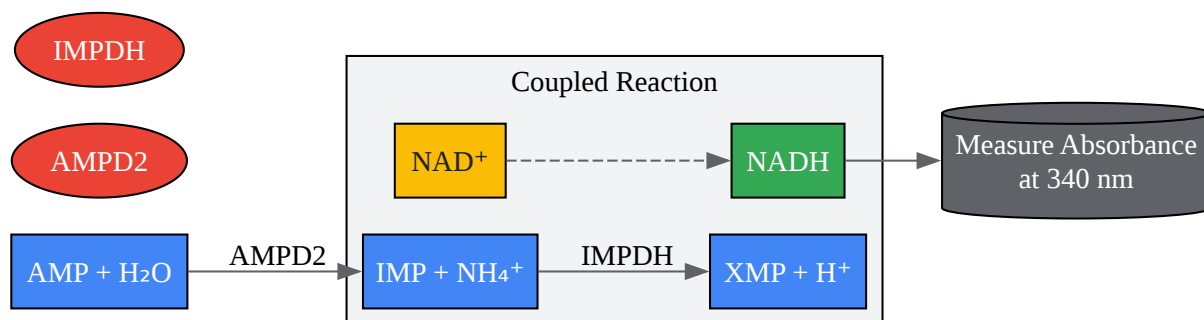 IMPDH
Coupled Reaction
AMPD2
NAD⁺
NADH
Measure Absorbance
at 340 nm
AMP + H₂O
AMPD2
IMP + NH₄⁺
IMPDH
XMP + H⁺